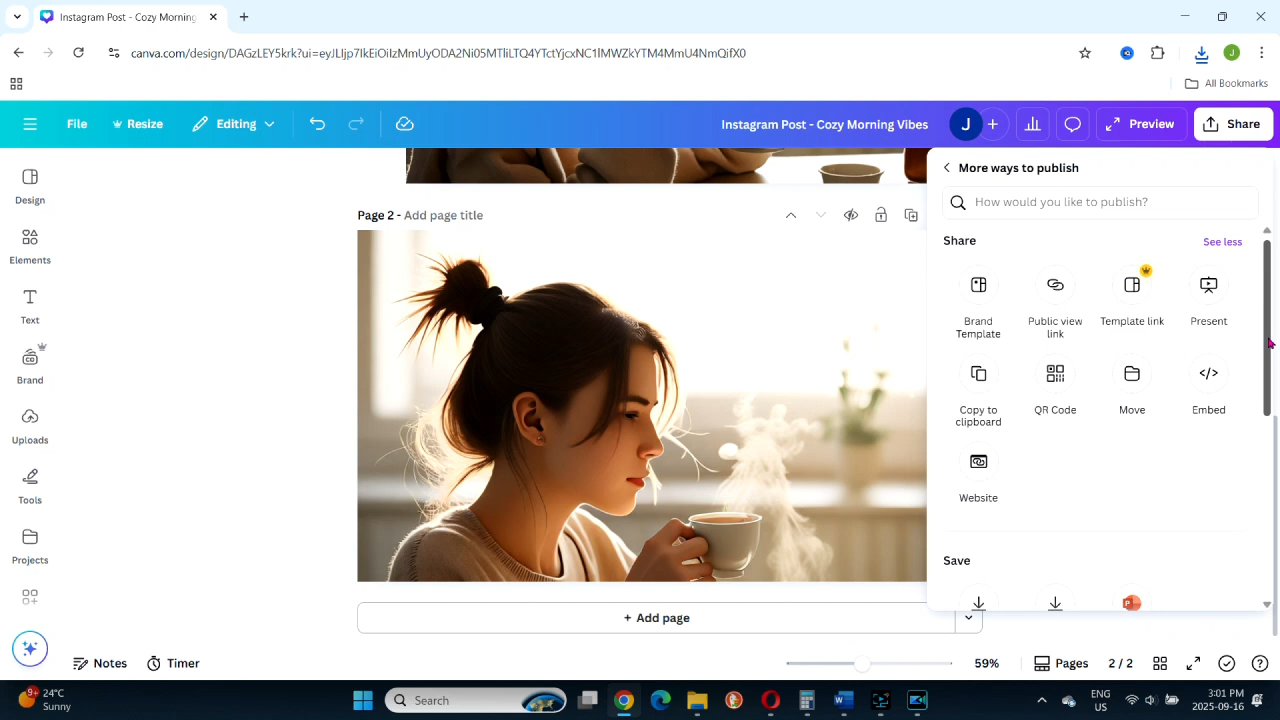 Instagram Post - Cozy Morning
canva.com/design/DAGzLEY5krk?ui=eyJLIjp7IkEiOiIzMmUyODA2Ni05MTliLTQ4YTctYjcxNC1lMWZkYTM4MmU4NmQifX0
J
All Bookmarks
File
Resize
Editing
Instagram Post - Cozy Morning Vibes
J
Preview
Share
Design
Elements
Text
Brand
Uploads
Tools
Projects
Page 2 - Add page title
More ways to publish
How would you like to publish?
Share
See less
Brand Template
Public view link
Template link
Present
Copy to clipboard
QR Code
Move
Embed
Website
Save
+ Add page
Notes
Timer
59%
Pages
2 / 2
9+
24°C
Sunny
Search
ENG
US
3:01 PM
2025-09-16